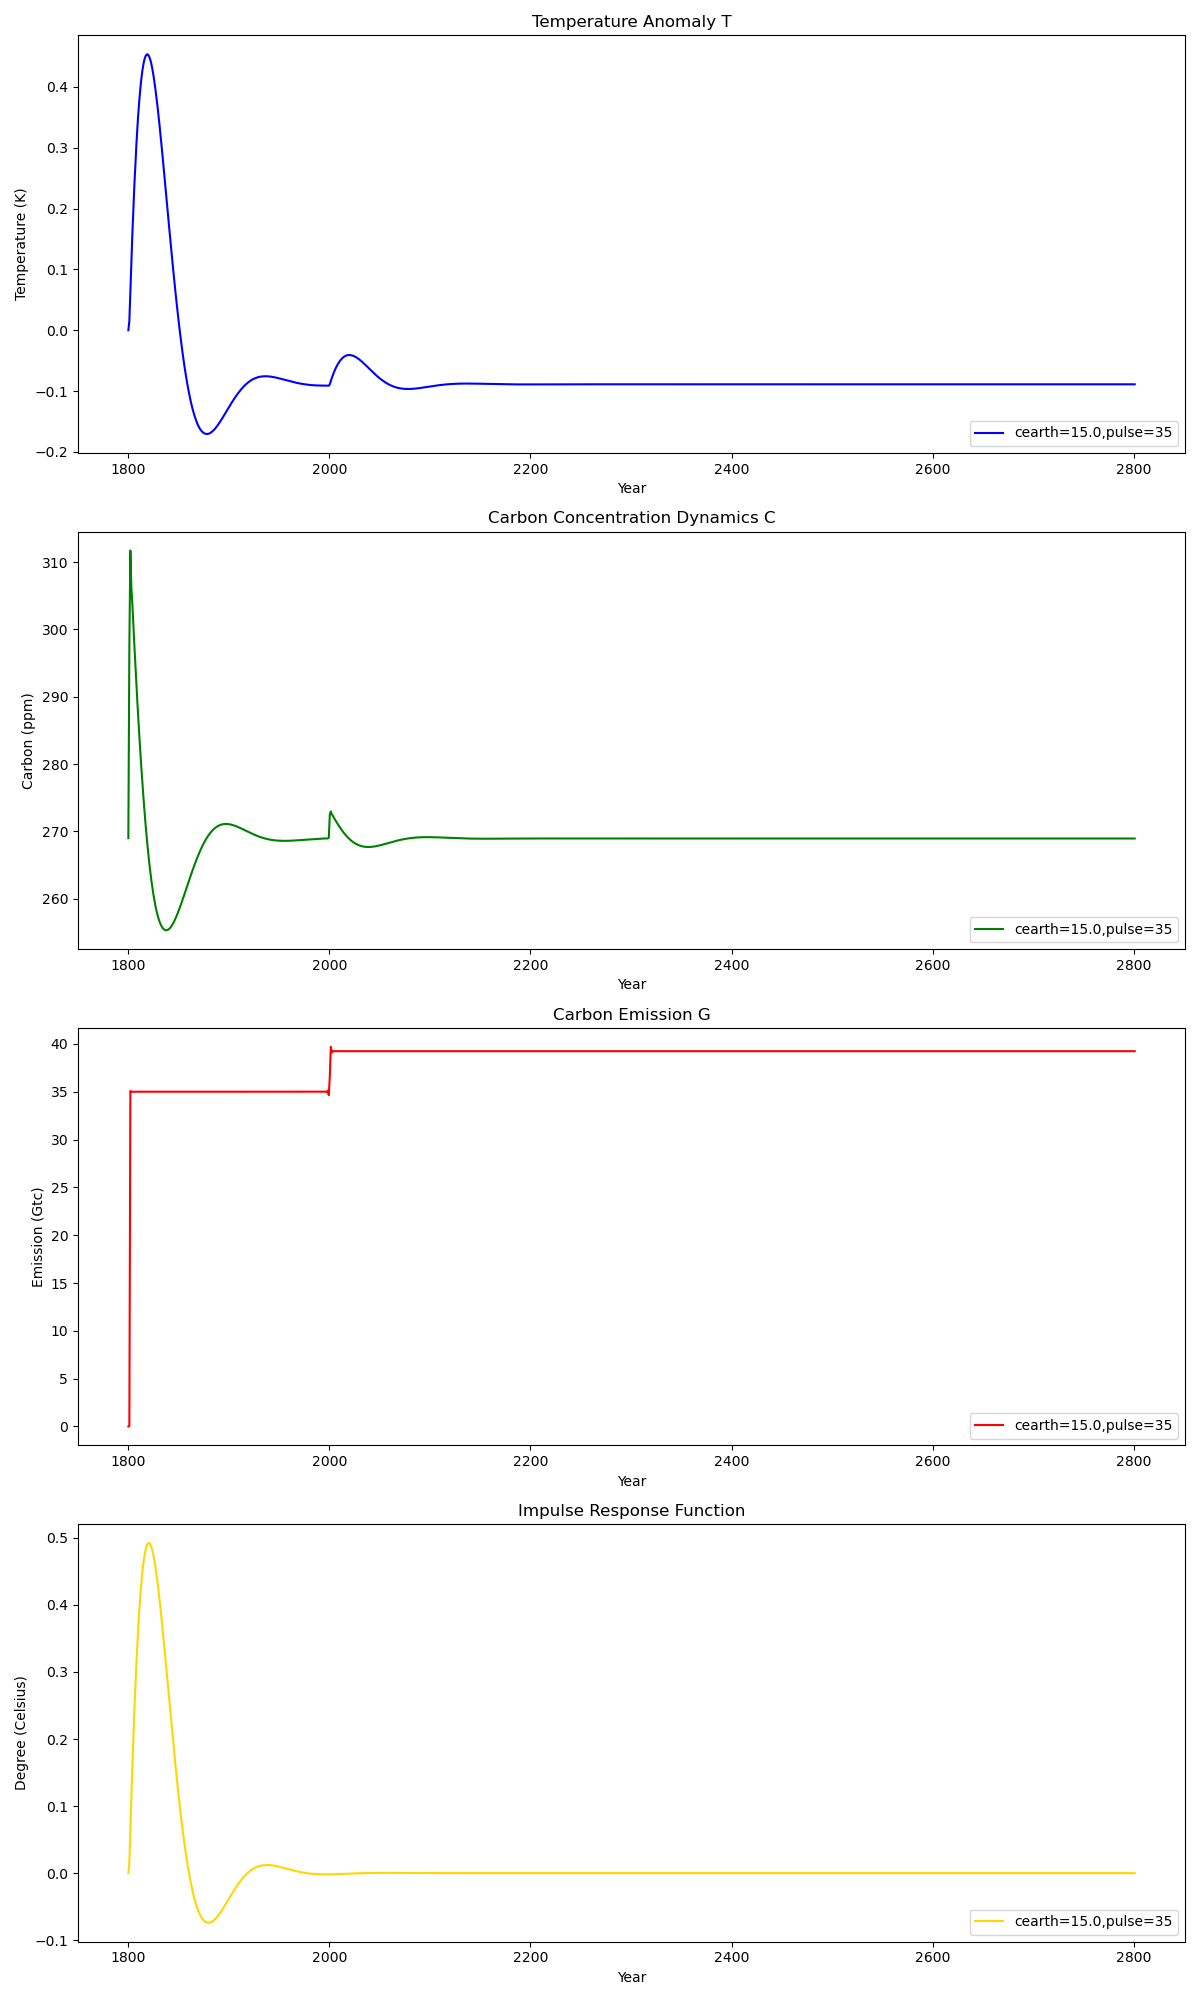 Temperature Anomaly T
0.4
0.3
0.2
0.1
0.0
−0.1
−0.2
Temperature (K)
cearth=15.0,pulse=35
1800 2000 2200 2400 2600 2800
Year
Carbon Concentration Dynamics C
310
300
290
280
270
260
Carbon (ppm)
cearth=15.0,pulse=35
1800 2000 2200 2400 2600 2800
Year
Carbon Emission G
40
35
30
25
20
15
10
5
0
Emission (Gtc)
cearth=15.0,pulse=35
1800 2000 2200 2400 2600 2800
Year
Impulse Response Function
0.5
0.4
0.3
0.2
0.1
0.0
−0.1
Degree (Celsius)
cearth=15.0,pulse=35
1800 2000 2200 2400 2600 2800
Year